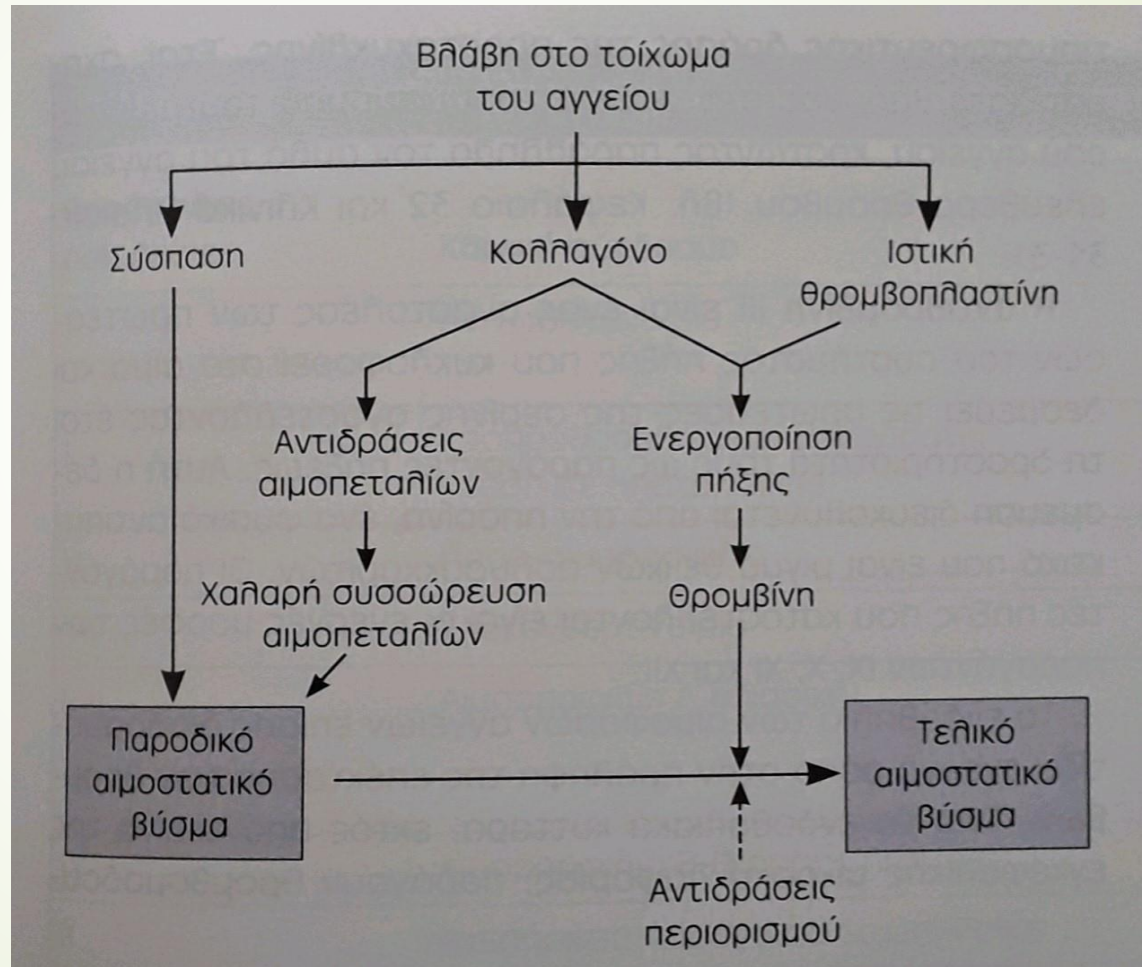 Βλάβη στο τοίχωμα
του αγγείου
Σύσπαση
Κολλαγόνο
Ιστική
θρομβοπλαστίνη
Αντιδράσεις
αιμοπεταλίων
Ενεργοποίηση
πήξης
Χαλαρή συσσώρευση
αιμοπεταλίων
Θρομβίνη
Παροδικό
αιμοστατικό
βύσμα
Τελικό
αιμοστατικό
βύσμα
Αντιδράσεις
περιορισμού